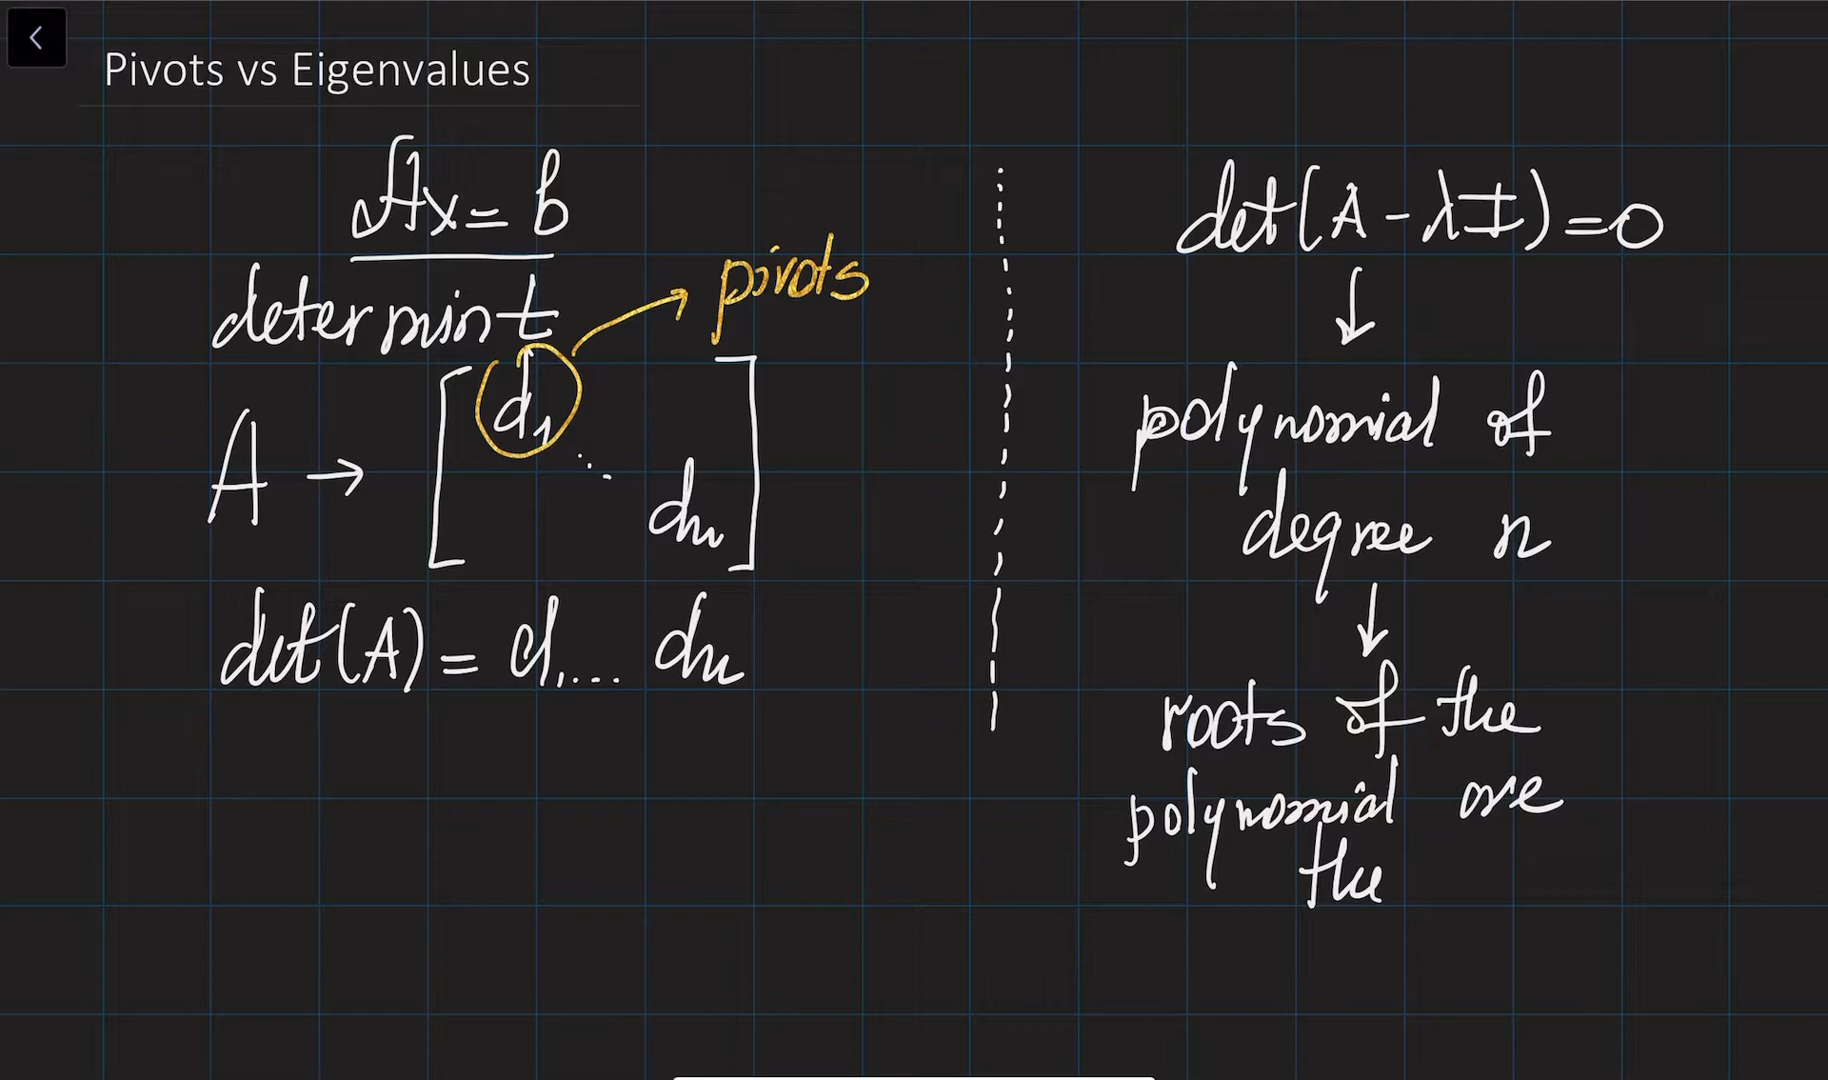 Pivots vs Eigenvalues
Ax = b
determint
pivots
A → [ d₁ ⋱ dₙ ]
det(A) = d₁... dₙ
det(A - λI) = 0
↓
polynomial of
degree n
↓
roots of the
polynomial are
the